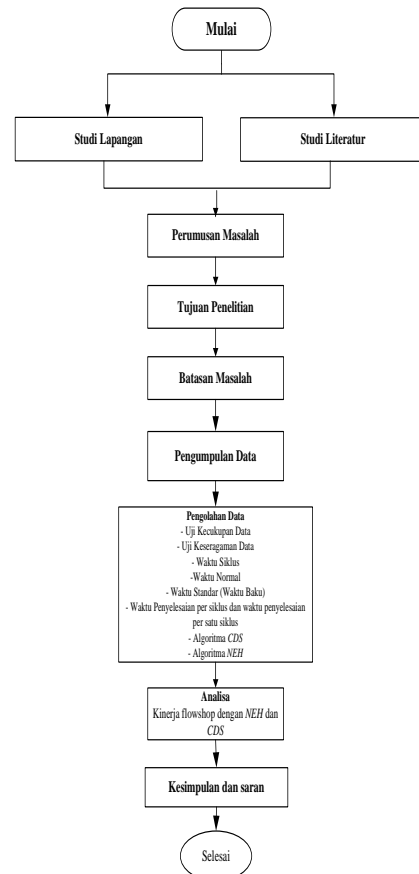 Mulai
Studi Lapangan
Studi Literatur
Perumusan Masalah
Tujuan Penelitian
Batasan Masalah
Pengumpulan Data
Pengolahan Data
- Uji Kecukupan Data
- Uji Keseragaman Data
- Waktu Siklus
-Waktu Normal
- Waktu Standar (Waktu Baku)
- Waktu Penyelesaian per siklus dan waktu penyelesaian
per satu siklus
- Algoritma CDS
- Algoritma NEH
Analisa
Kinerja flowshop dengan NEH dan
CDS
Kesimpulan dan saran
Selesai